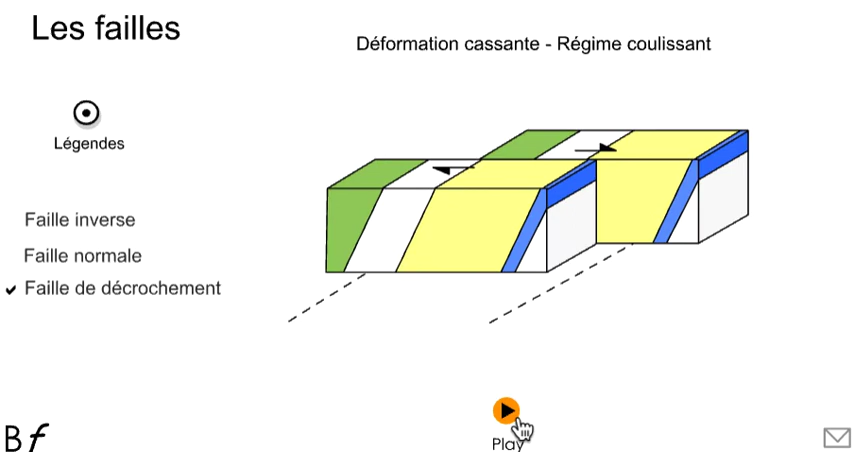 Les failles
Déformation cassante - Régime coulissant
Légendes
Faille inverse
Faille normale
Faille de décrochement
Play
Bf